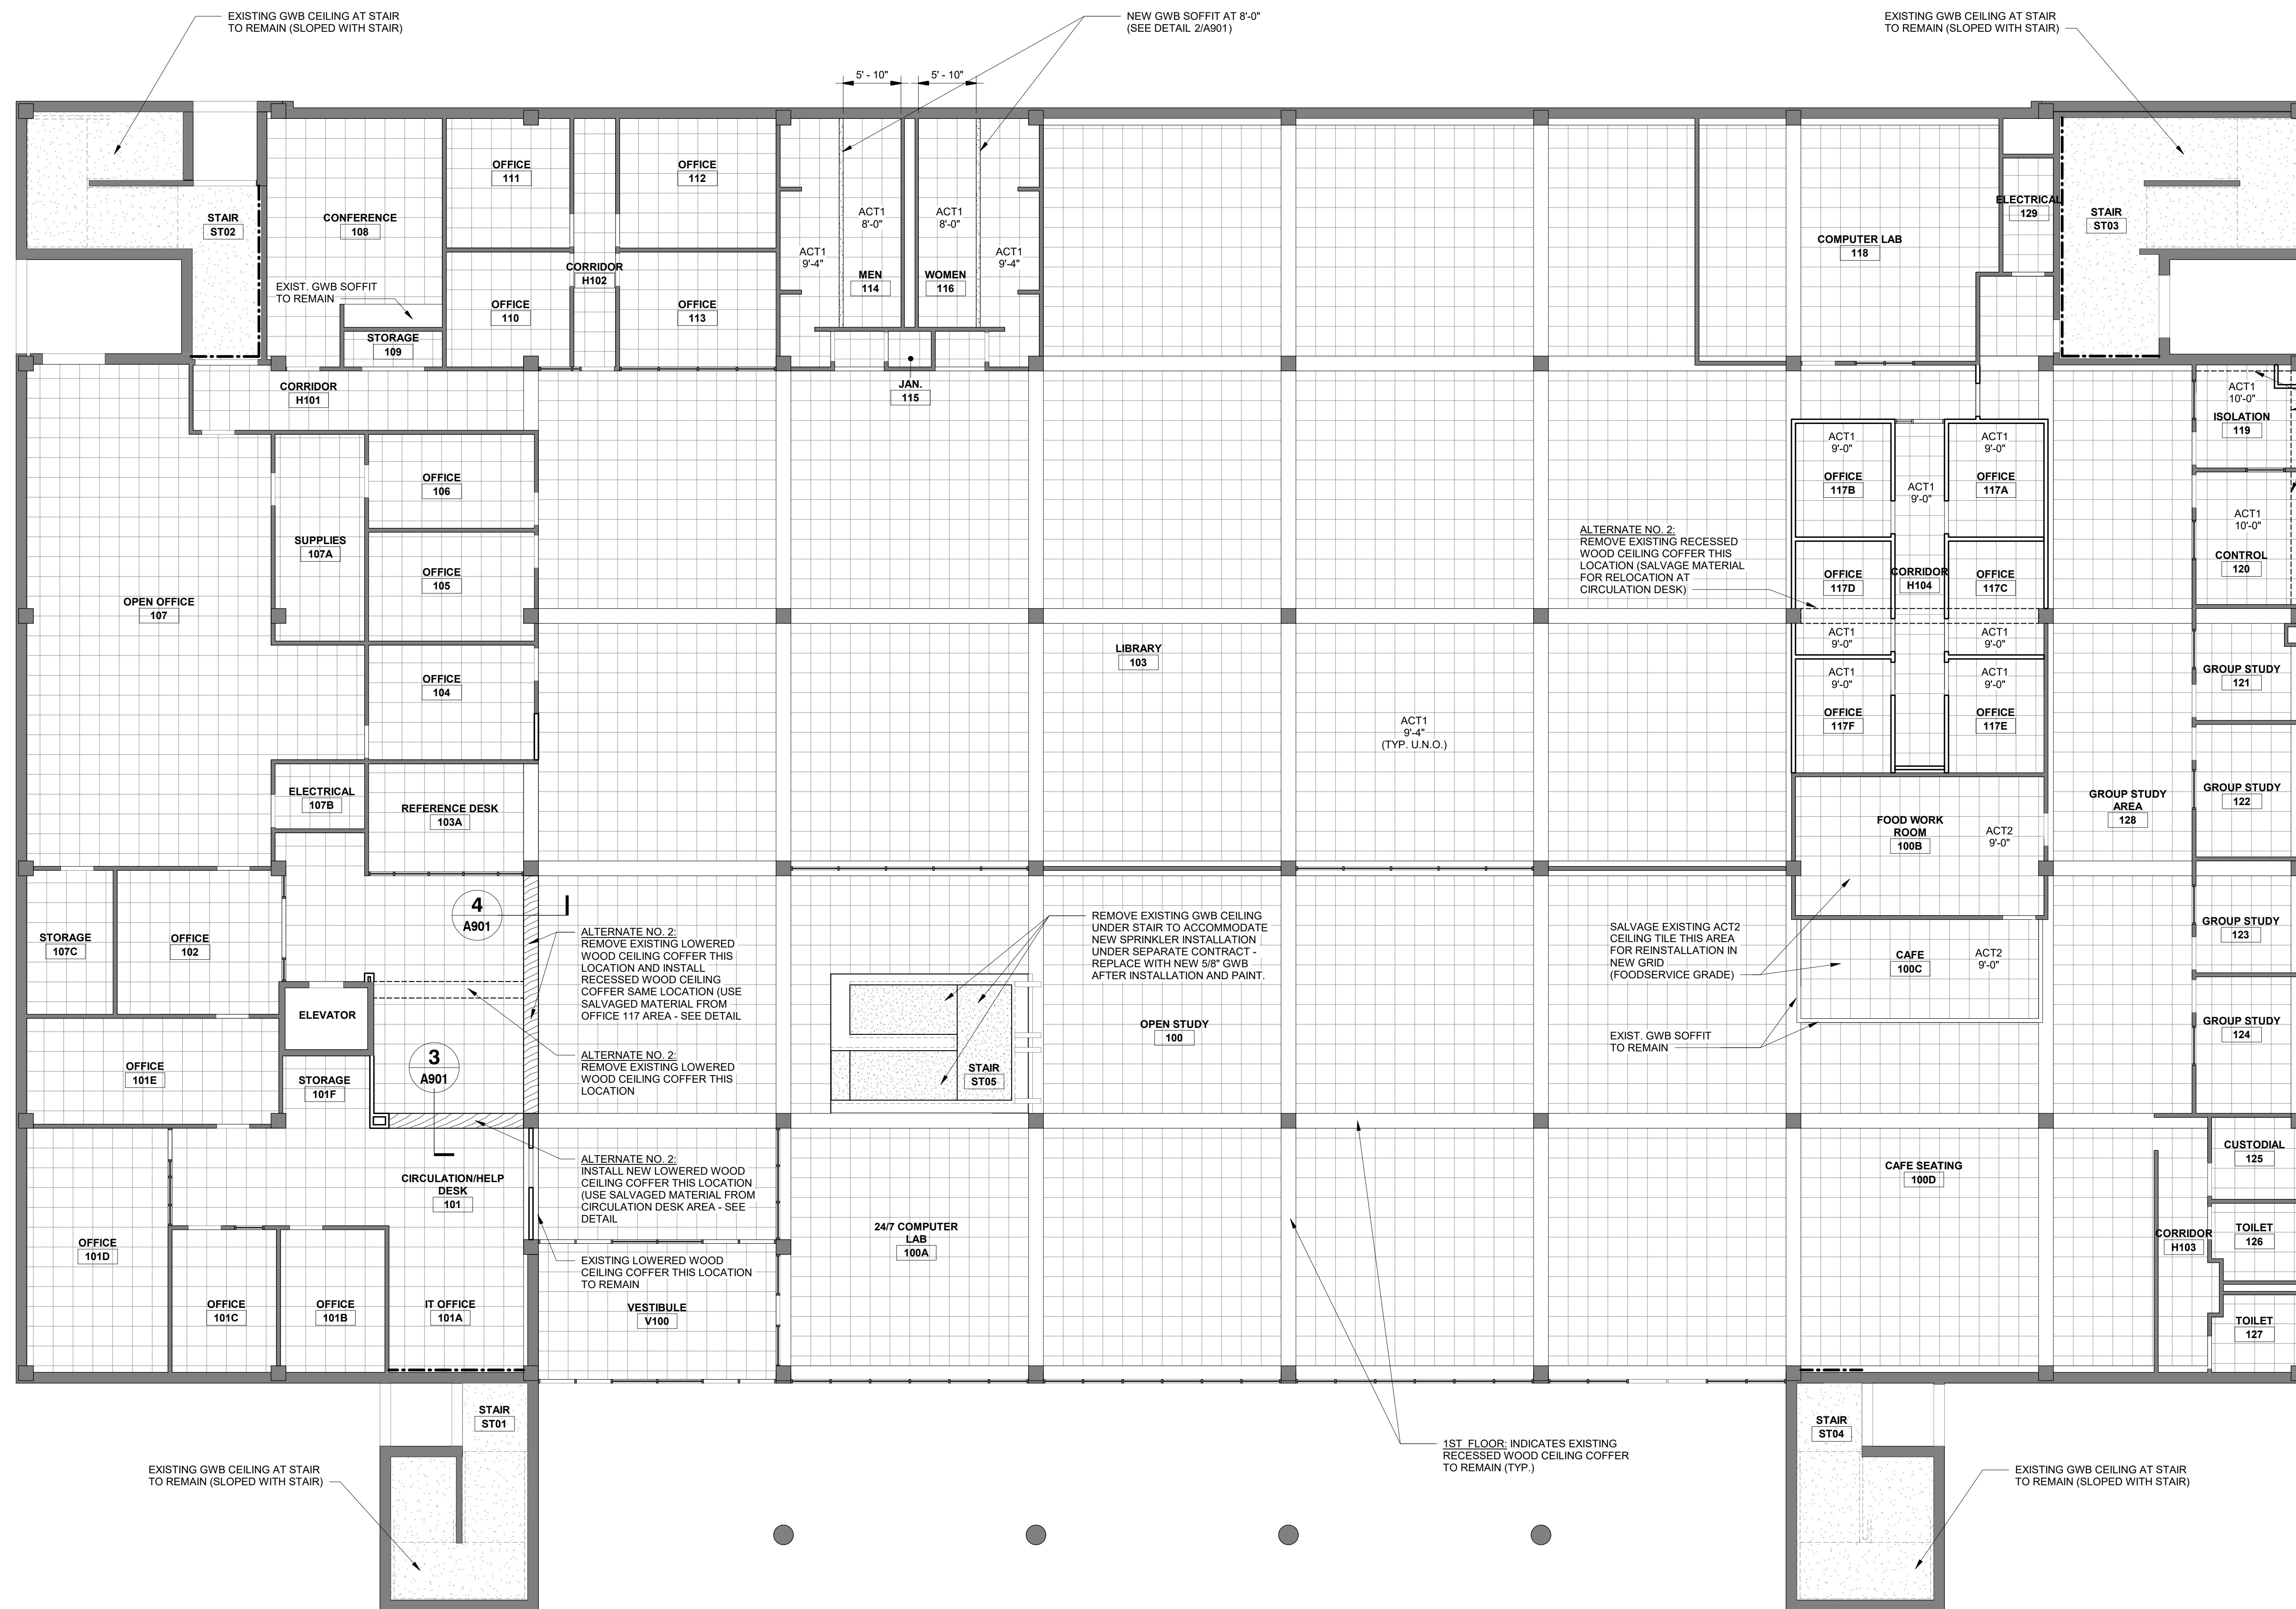 EXISTING GWB CEILING AT STAIR
TO REMAIN (SLOPED WITH STAIR)
NEW GWB SOFFIT AT 8'-0"
(SEE DETAIL 2/A901)
EXISTING GWB CEILING AT STAIR
TO REMAIN (SLOPED WITH STAIR)
5' - 10"
5' - 10"
STAIR
ST02
CONFERENCE
108
EXIST. GWB SOFFIT
TO REMAIN
STORAGE
109
OFFICE
111
OFFICE
110
CORRIDOR
H102
OFFICE
112
OFFICE
113
ACT1
9'-4"
ACT1
8'-0"
MEN
114
ACT1
8'-0"
WOMEN
116
ACT1
9'-4"
JAN.
115
COMPUTER LAB
118
ELECTRICAL
129
STAIR
ST03
CORRIDOR
H101
OPEN OFFICE
107
SUPPLIES
107A
OFFICE
106
OFFICE
105
OFFICE
104
ELECTRICAL
107B
REFERENCE DESK
103A
LIBRARY
103
ACT1
9'-4"
(TYP. U.N.O.)
ALTERNATE NO. 2:
REMOVE EXISTING RECESSED
WOOD CEILING COFFER THIS
LOCATION (SALVAGE MATERIAL
FOR RELOCATION AT
CIRCULATION DESK)
ACT1
9'-0"
OFFICE
117B
ACT1
9'-0"
ACT1
9'-0"
OFFICE
117A
OFFICE
117D
CORRIDOR
H104
OFFICE
117C
ACT1
9'-0"
ACT1
9'-0"
ACT1
9'-0"
OFFICE
117F
ACT1
9'-0"
OFFICE
117E
ACT1
10'-0"
ISOLATION
119
ACT1
10'-0"
CONTROL
120
GROUP STUDY
121
GROUP STUDY
122
GROUP STUDY
AREA
128
FOOD WORK
ROOM
100B
ACT2
9'-0"
GROUP STUDY
123
GROUP STUDY
124
STORAGE
107C
OFFICE
102
ELEVATOR
OFFICE
101E
STORAGE
101F
4
A901
3
A901
ALTERNATE NO. 2:
REMOVE EXISTING LOWERED
WOOD CEILING COFFER THIS
LOCATION AND INSTALL
RECESSED WOOD CEILING
COFFER SAME LOCATION (USE
SALVAGED MATERIAL FROM
OFFICE 117 AREA - SEE DETAIL
ALTERNATE NO. 2:
REMOVE EXISTING LOWERED
WOOD CEILING COFFER THIS
LOCATION
REMOVE EXISTING GWB CEILING
UNDER STAIR TO ACCOMMODATE
NEW SPRINKLER INSTALLATION
UNDER SEPARATE CONTRACT -
REPLACE WITH NEW 5/8" GWB
AFTER INSTALLATION AND PAINT.
STAIR
ST05
OPEN STUDY
100
SALVAGE EXISTING ACT2
CEILING TILE THIS AREA
FOR REINSTALLATION IN
NEW GRID
(FOODSERVICE GRADE)
CAFE
100C
ACT2
9'-0"
EXIST. GWB SOFFIT
TO REMAIN
ALTERNATE NO. 2:
INSTALL NEW LOWERED WOOD
CEILING COFFER THIS LOCATION
(USE SALVAGED MATERIAL FROM
CIRCULATION DESK AREA - SEE
DETAIL
CIRCULATION/HELP
DESK
101
OFFICE
101D
OFFICE
101C
OFFICE
101B
IT OFFICE
101A
EXISTING LOWERED WOOD
CEILING COFFER THIS LOCATION
TO REMAIN
VESTIBULE
V100
24/7 COMPUTER
LAB
100A
CAFE SEATING
100D
CORRIDOR
H103
CUSTODIAL
125
TOILET
126
TOILET
127
STAIR
ST01
STAIR
ST04
1ST FLOOR: INDICATES EXISTING
RECESSED WOOD CEILING COFFER
TO REMAIN (TYP.)
EXISTING GWB CEILING AT STAIR
TO REMAIN (SLOPED WITH STAIR)
EXISTING GWB CEILING AT STAIR
TO REMAIN (SLOPED WITH STAIR)